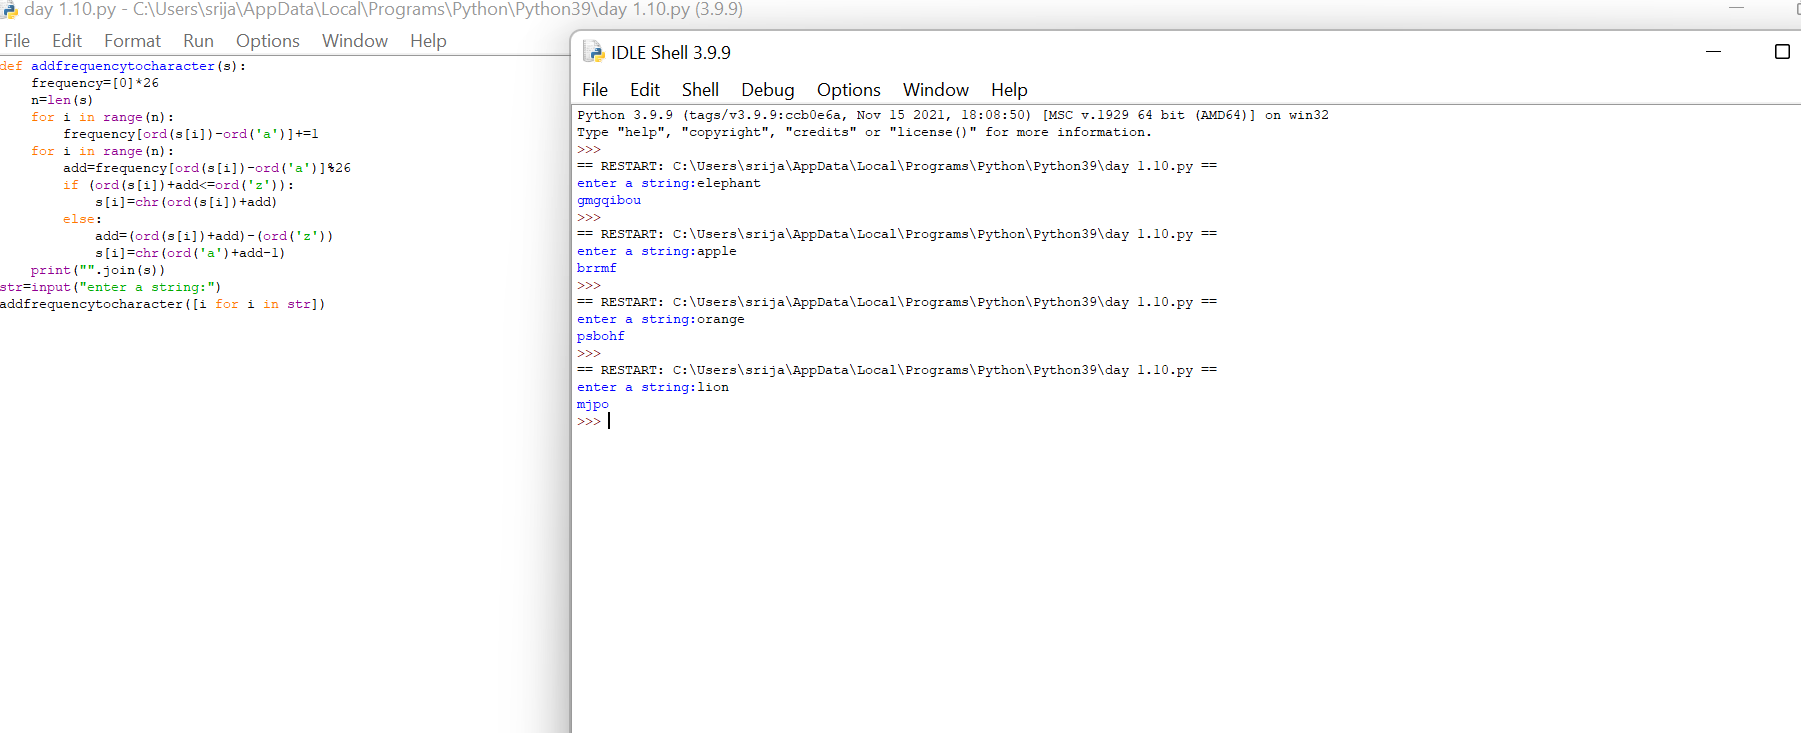 day 1.10.py - C:\Users\srija\AppData\Local\Programs\Python\Python39\day 1.10.py (3.9.9)
File Edit Format Run Options Window Help
def addfrequencytocharacter(s):
    frequency=[0]*26
    n=len(s)
    for i in range(n):
        frequency[ord(s[i])-ord('a')]+=1
    for i in range(n):
        add=frequency[ord(s[i])-ord('a')]%26
        if (ord(s[i])+add<=ord('z')):
            s[i]=chr(ord(s[i])+add)
        else:
            add=(ord(s[i])+add)-(ord('z'))
            s[i]=chr(ord('a')+add-1)
    print("".join(s))
str=input("enter a string:")
addfrequencytocharacter([i for i in str])
IDLE Shell 3.9.9
File Edit Shell Debug Options Window Help
Python 3.9.9 (tags/v3.9.9:ccb0e6a, Nov 15 2021, 18:08:50) [MSC v.1929 64 bit (AMD64)] on win32
Type "help", "copyright", "credits" or "license()" for more information.
>>>
== RESTART: C:\Users\srija\AppData\Local\Programs\Python\Python39\day 1.10.py ==
enter a string:elephant
gmgqibou
>>>
== RESTART: C:\Users\srija\AppData\Local\Programs\Python\Python39\day 1.10.py ==
enter a string:apple
brrmf
>>>
== RESTART: C:\Users\srija\AppData\Local\Programs\Python\Python39\day 1.10.py ==
enter a string:orange
psbohf
>>>
== RESTART: C:\Users\srija\AppData\Local\Programs\Python\Python39\day 1.10.py ==
enter a string:lion
mjpo
>>>